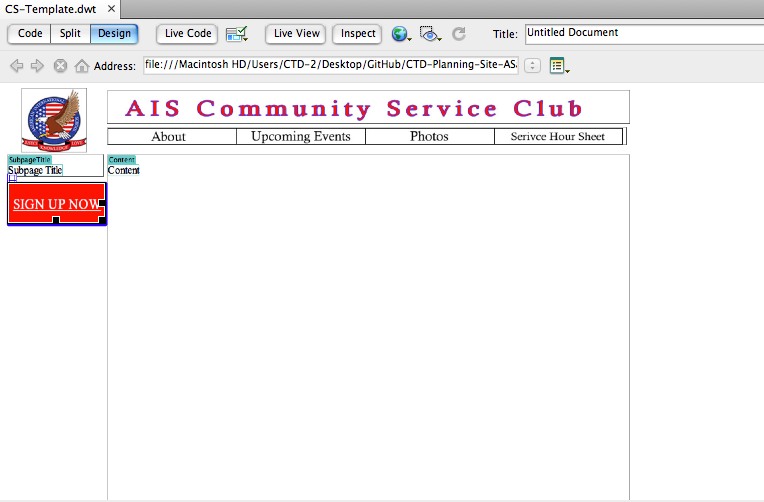 CS-Template.dwt ×
Code Split Design Live Code Live View Inspect Title: Untitled Document
Address: file:///Macintosh HD/Users/CTD-2/Desktop/GitHub/CTD-Planning-Site-AS
AIS Community Service Club
About Upcoming Events Photos Serivce Hour Sheet
SubpageTitle
Subpage Title
Content
Content
SIGN UP NOW